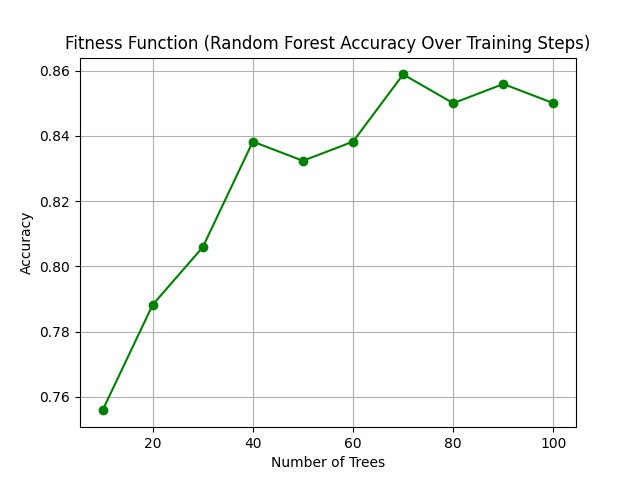 Fitness Function (Random Forest Accuracy Over Training Steps)
0.86
0.84
0.82
0.80
0.78
0.76
Accuracy
20 40 60 80 100
Number of Trees